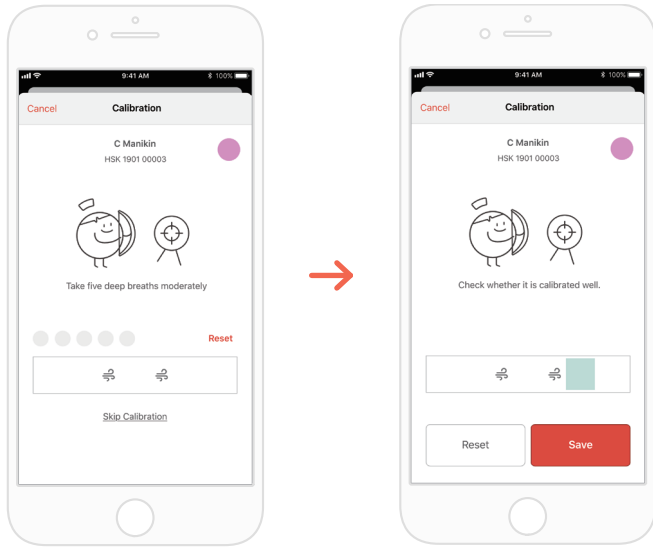 9:41 AM
100%
Cancel
Calibration
C Manikin
HSK 1901 00003
Take five deep breaths moderately
Reset
Skip Calibration
9:41 AM
100%
Cancel
Calibration
C Manikin
HSK 1901 00003
Check whether it is calibrated well.
Reset
Save